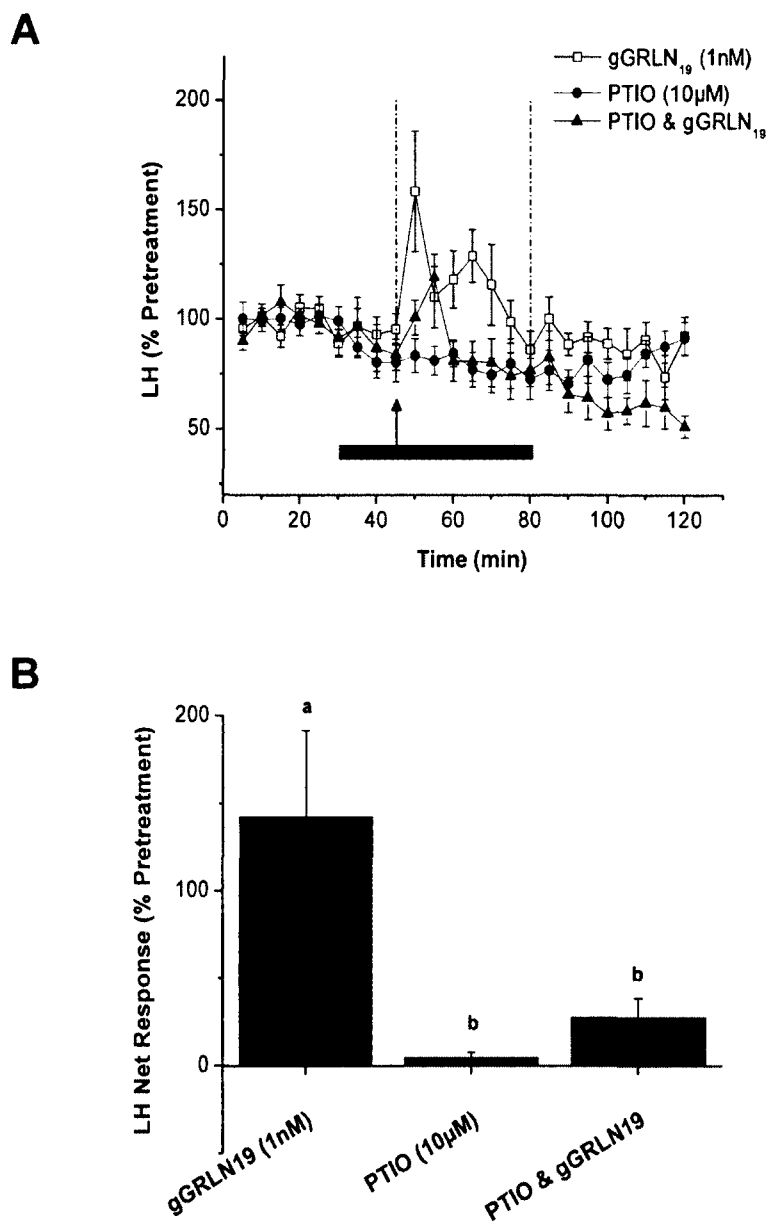 A
gGRLN19 (1nM)
PTIO (10µM)
PTIO & gGRLN19
LH (% Pretreatment)
200
150
100
50
0 20 40 60 80 100 120
Time (min)
B
LH Net Response (% Pretreatment)
200
100
0
a
b
b
gGRLN19 (1nM)
PTIO (10µM)
PTIO & gGRLN19